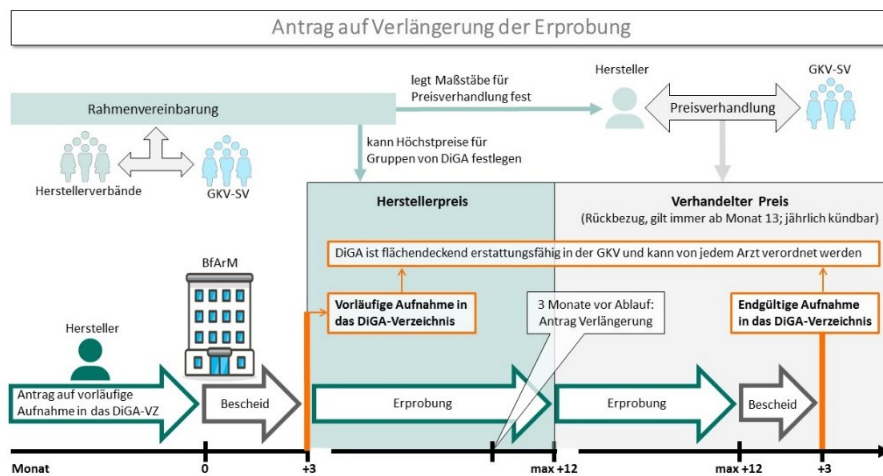 Antrag auf Verlängerung der Erprobung
legt Maßstäbe für
Preisverhandlung fest
Hersteller
GKV-SV
Rahmenvereinbarung
Preisverhandlung
kann Höchstpreise für
Gruppen von DiGA festlegen
Herstellerverbände
GKV-SV
Herstellerpreis
Verhandelter Preis
(Rückbezug, gilt immer ab Monat 13; jährlich kündbar)
DiGA ist flächendeckend erstattungsfähig in der GKV und kann von jedem Arzt verordnet werden
BfArM
Vorläufige Aufnahme in
das DiGA-Verzeichnis
3 Monate vor Ablauf:
Antrag Verlängerung
Endgültige Aufnahme
in das DiGA-Verzeichnis
Hersteller
Antrag auf vorläufige
Aufnahme in das DiGA-VZ
Bescheid
Erprobung
Erprobung
Bescheid
Monat
0
+3
max +12
max +12
+3